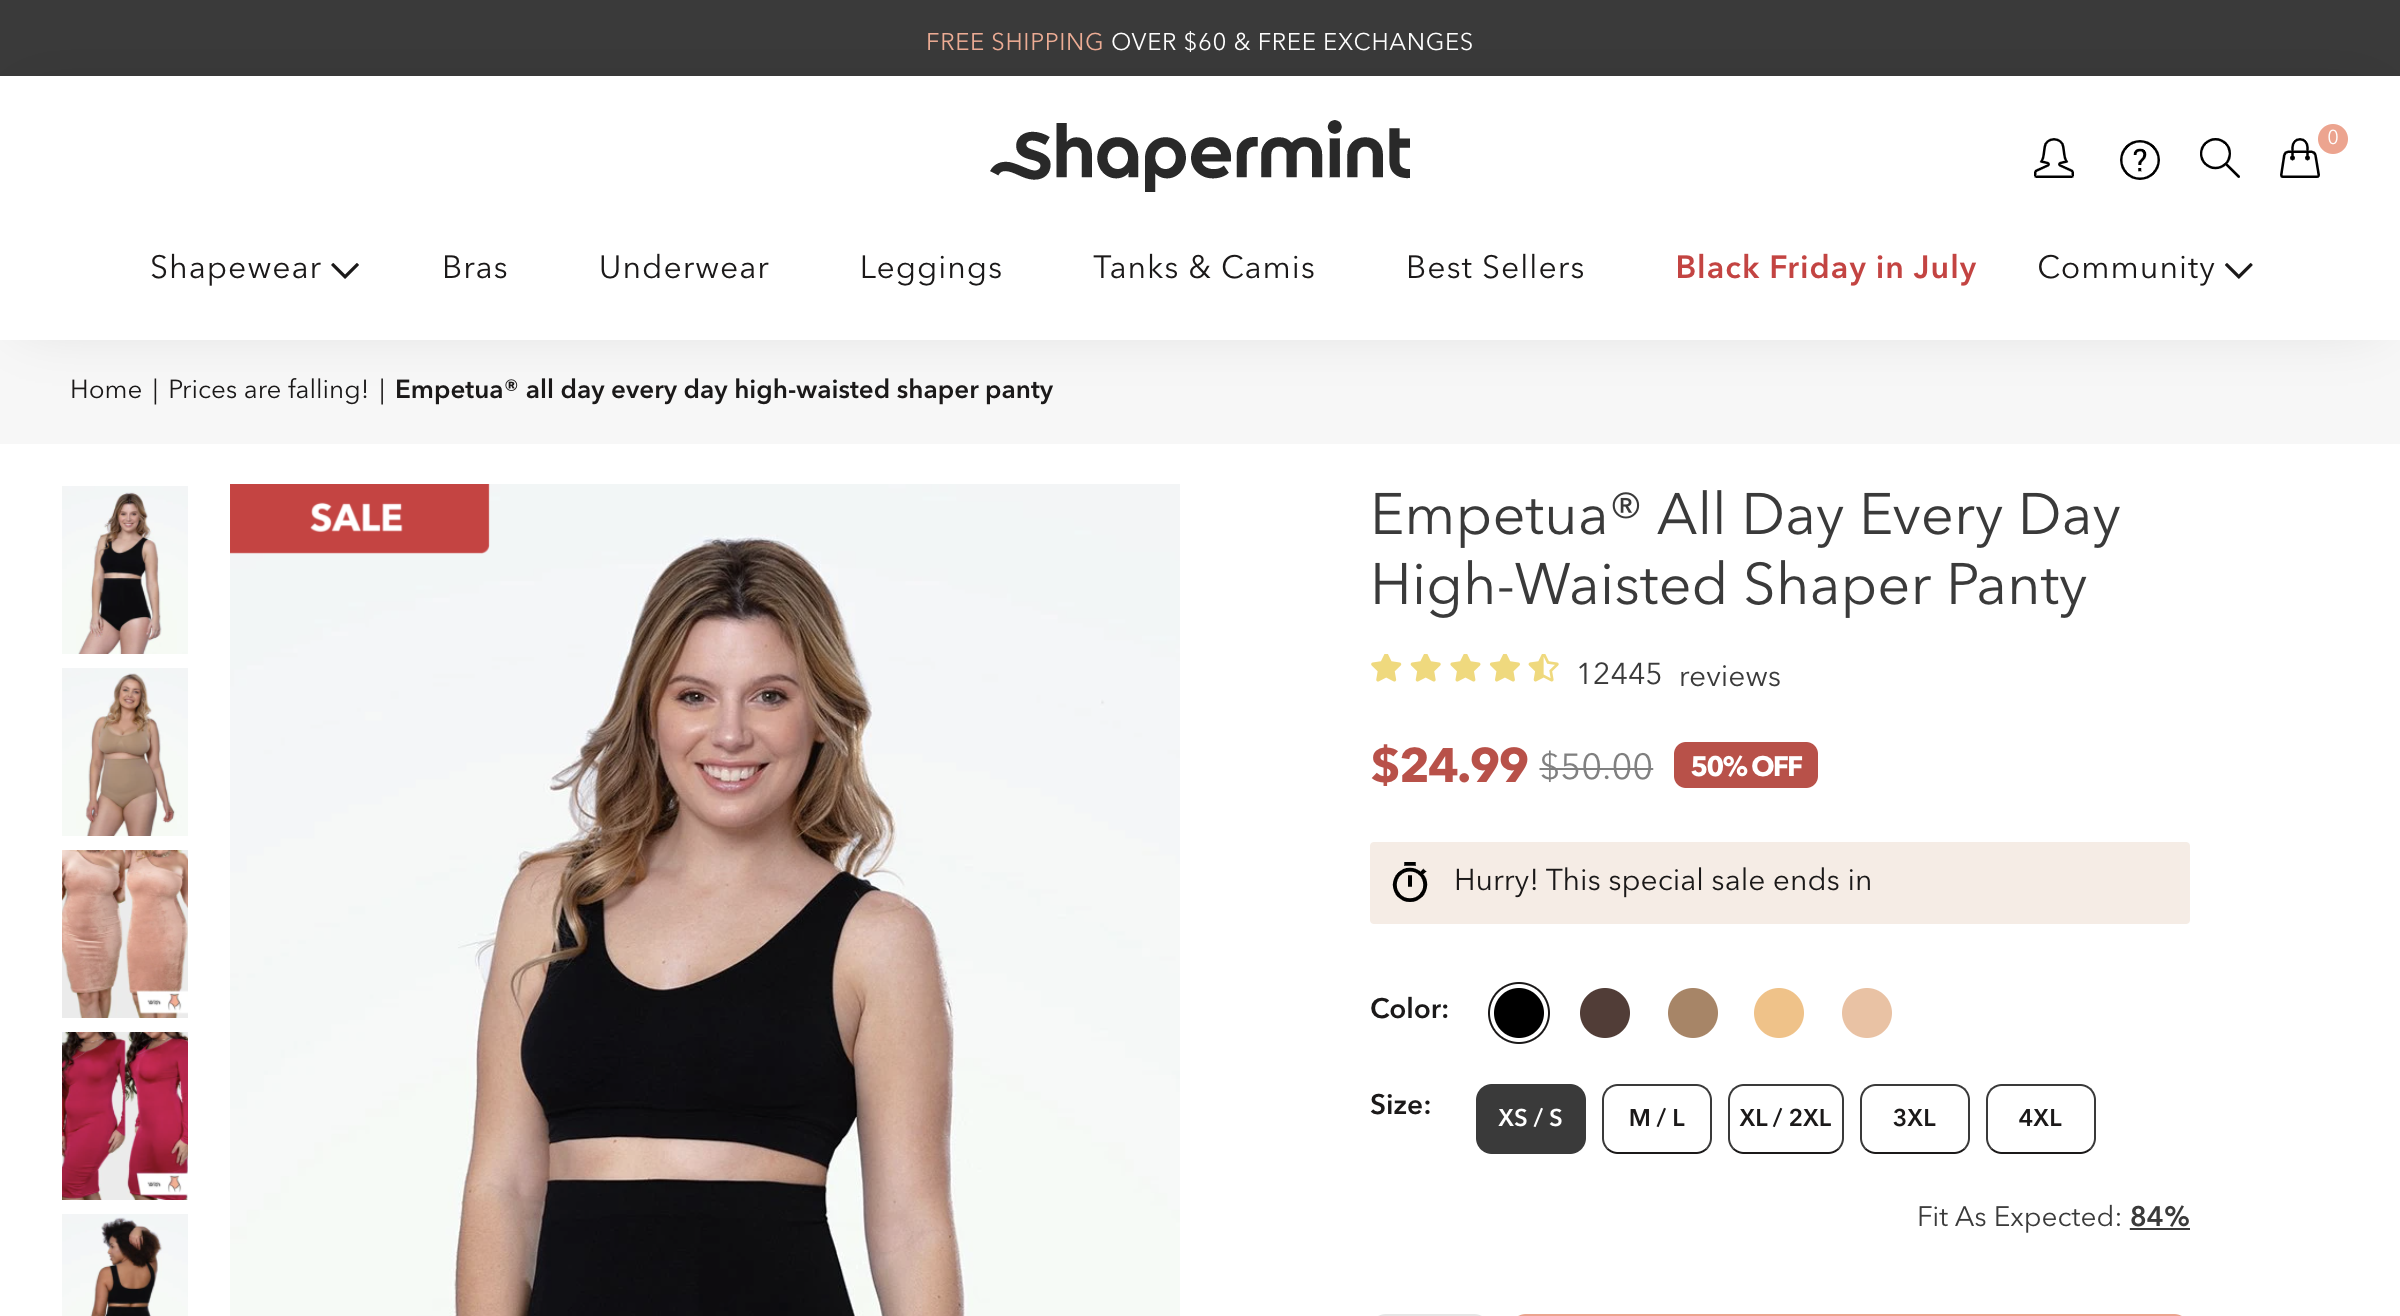 FREE SHIPPING OVER $60 & FREE EXCHANGES
shapermint
0
Shapewear Bras Underwear Leggings Tanks & Camis Best Sellers Black Friday in July Community
Home | Prices are falling! | Empetua® all day every day high-waisted shaper panty
SALE
With
With
Empetua® All Day Every Day
High-Waisted Shaper Panty
12445 reviews
$24.99 $50.00 50% OFF
Hurry! This special sale ends in
Color:
Size: XS / S M / L XL / 2XL 3XL 4XL
Fit As Expected: 84%